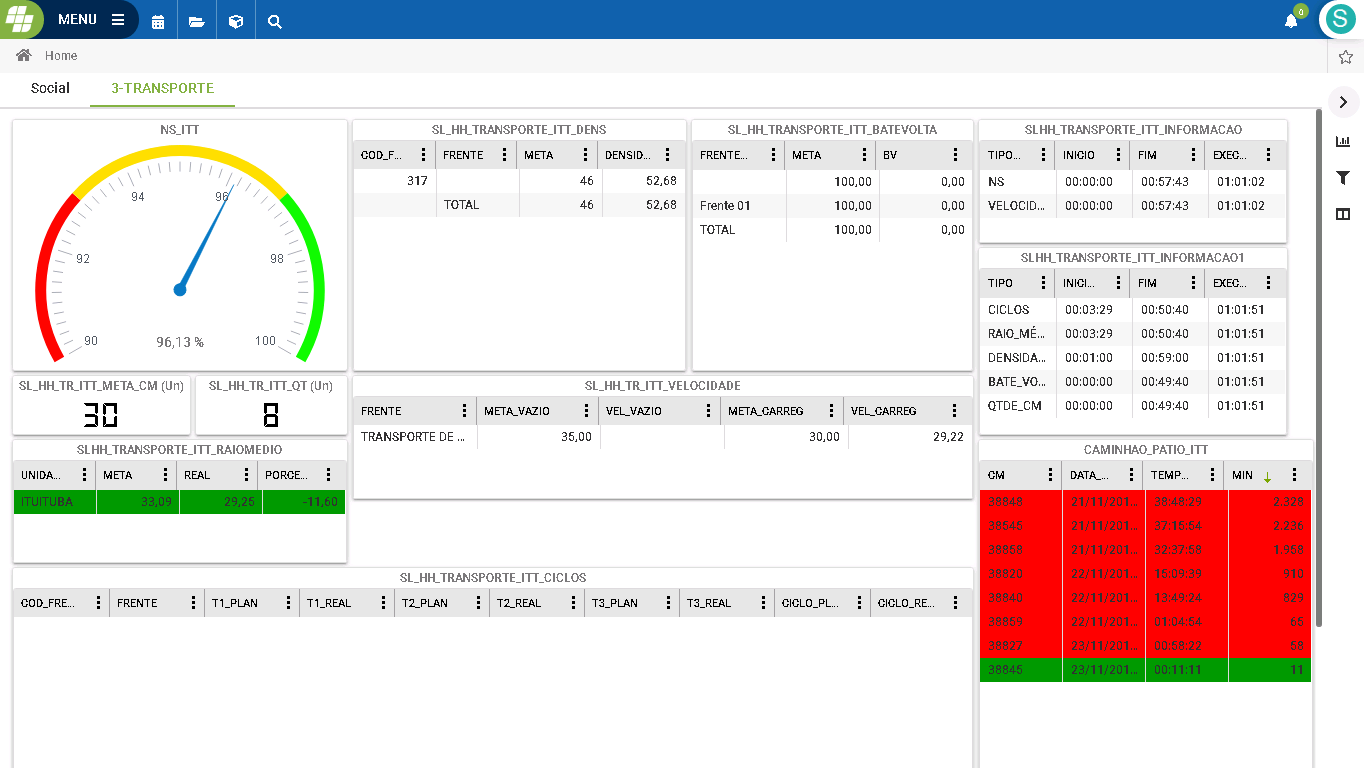 MENU
0
S
Home
Social
3-TRANSPORTE
NS_ITT
90
92
94
96
98
100
96,13 %
SL_HH_TRANSPORTE_ITT_DENS
COD_F... FRENTE META DENSID...
317 46 52,68
TOTAL 46 52,68
SL_HH_TRANSPORTE_ITT_BATEVOLTA
FRENTE... META BV
100,00 0,00
Frente 01 100,00 0,00
TOTAL 100,00 0,00
SLHH_TRANSPORTE_ITT_INFORMACAO
TIPO... INICIO FIM EXEC...
NS 00:00:00 00:57:43 01:01:02
VELOCID... 00:00:00 00:57:43 01:01:02
SLHH_TRANSPORTE_ITT_INFORMACAO1
TIPO INICI... FIM EXEC...
CICLOS 00:03:29 00:50:40 01:01:51
RAIO_MÉ... 00:03:29 00:50:40 01:01:51
DENSIDA... 00:01:00 00:59:00 01:01:51
BATE_VO... 00:00:00 00:49:40 01:01:51
QTDE_CM 00:00:00 00:49:40 01:01:51
SL_HH_TR_ITT_META_CM (Un)
30
SL_HH_TR_ITT_QT (Un)
8
SL_HH_TR_ITT_VELOCIDADE
FRENTE META_VAZIO VEL_VAZIO META_CARREG VEL_CARREG
TRANSPORTE DE ... 35,00 30,00 29,22
SLHH_TRANSPORTE_ITT_RAIOMEDIO
UNIDA... META REAL PORCE...
ITUITUBA 33,09 29,25 -11,60
CAMINHAO_PATIO_ITT
CM DATA_... TEMP... MIN
38848 21/11/201... 38:48:29 2.328
38545 21/11/201... 37:15:54 2.236
38858 21/11/201... 32:37:58 1.958
38820 22/11/201... 15:09:39 910
38840 22/11/201... 13:49:24 829
38859 22/11/201... 01:04:54 65
38827 23/11/201... 00:58:22 58
38845 23/11/201... 00:11:11 11
SL_HH_TRANSPORTE_ITT_CICLOS
COD_FRE... FRENTE T1_PLAN T1_REAL T2_PLAN T2_REAL T3_PLAN T3_REAL CICLO_PL... CICLO_RE...